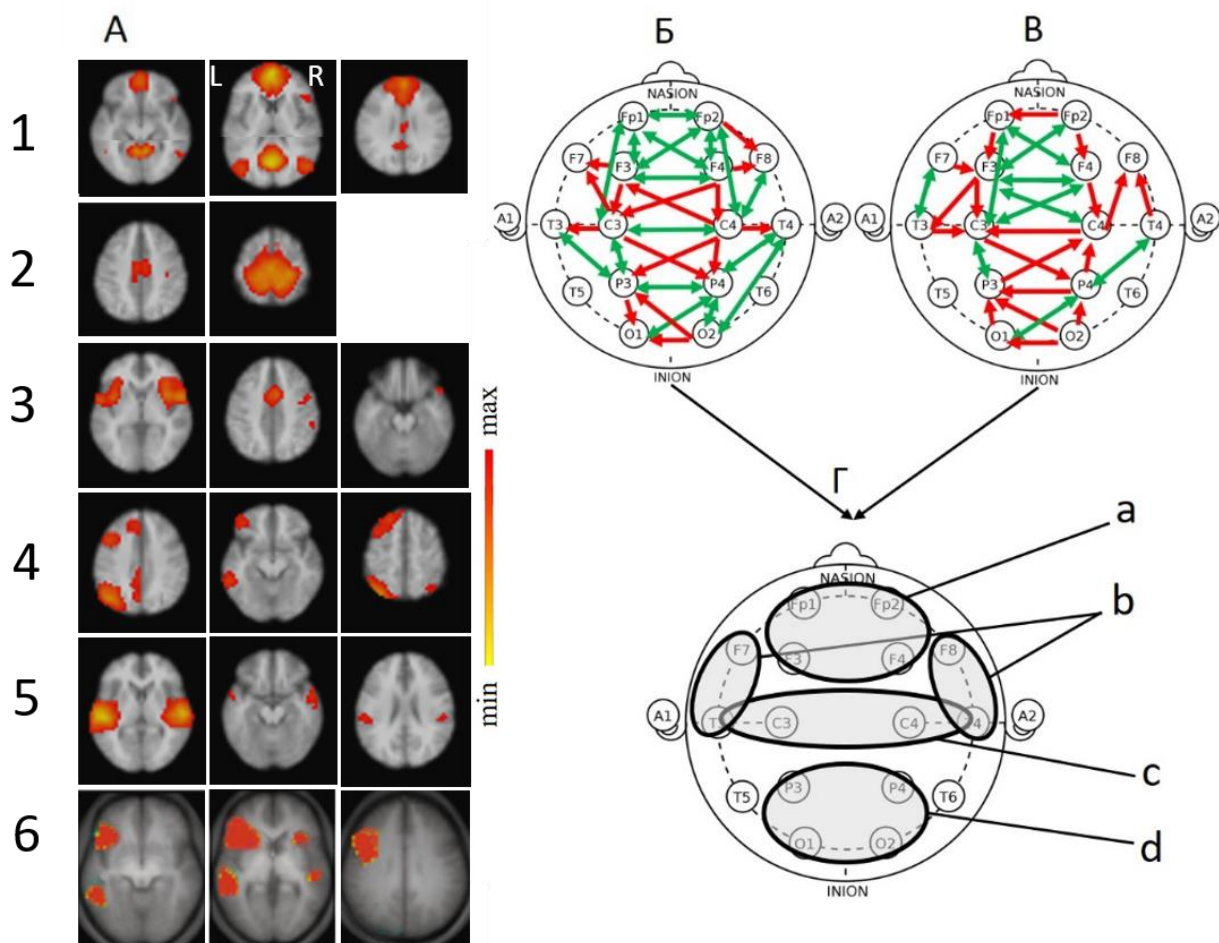 А
Б
В
L R
1
2
3
4
5
6
max
min
NASION
Fp1 Fp2
F7 F3 F4 F8
A1 T3 C3 C4 T4 A2
T5 P3 P4 T6
O1 O2
INION
NASION
Fp1 Fp2
F7 F3 F4 F8
A1 T3 C3 C4 T4 A2
T5 P3 P4 T6
O1 O2
INION
Г
a
b
c
d
NASION
Fp1 Fp2
F7 F3 F4 F8
A1 T C3 C4 4 A2
T5 P3 P4 T6
O1 O2
INION